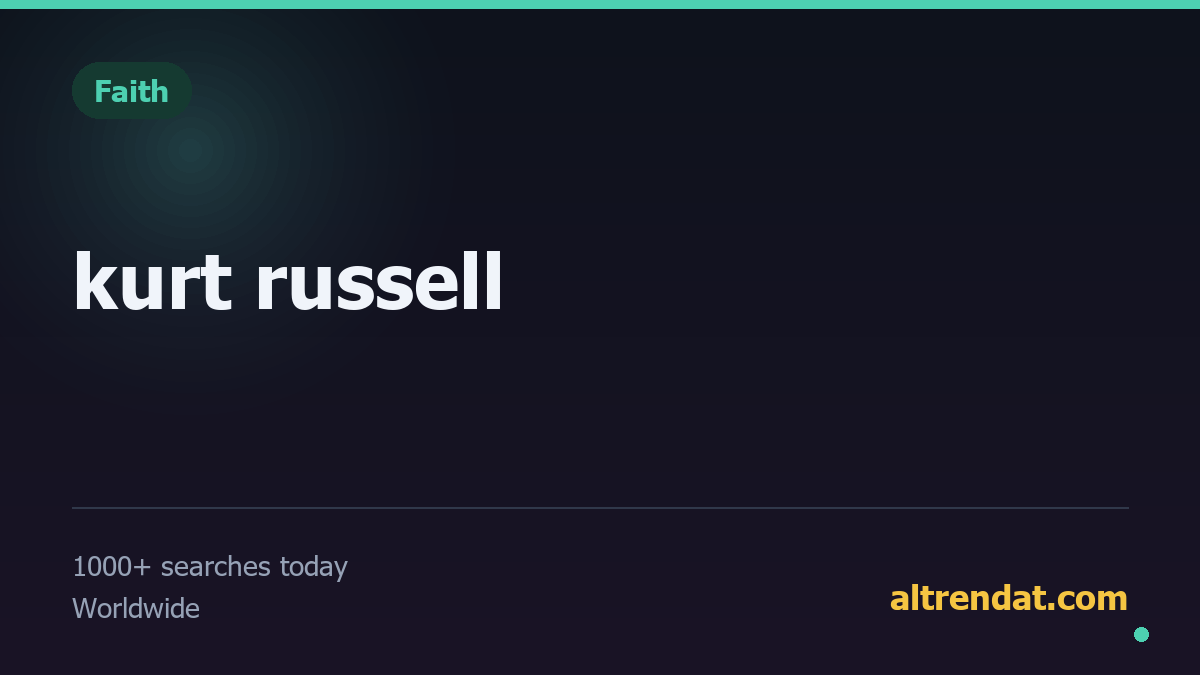 Faith
kurt russell
1000+ searches today
Worldwide
altrendat.com